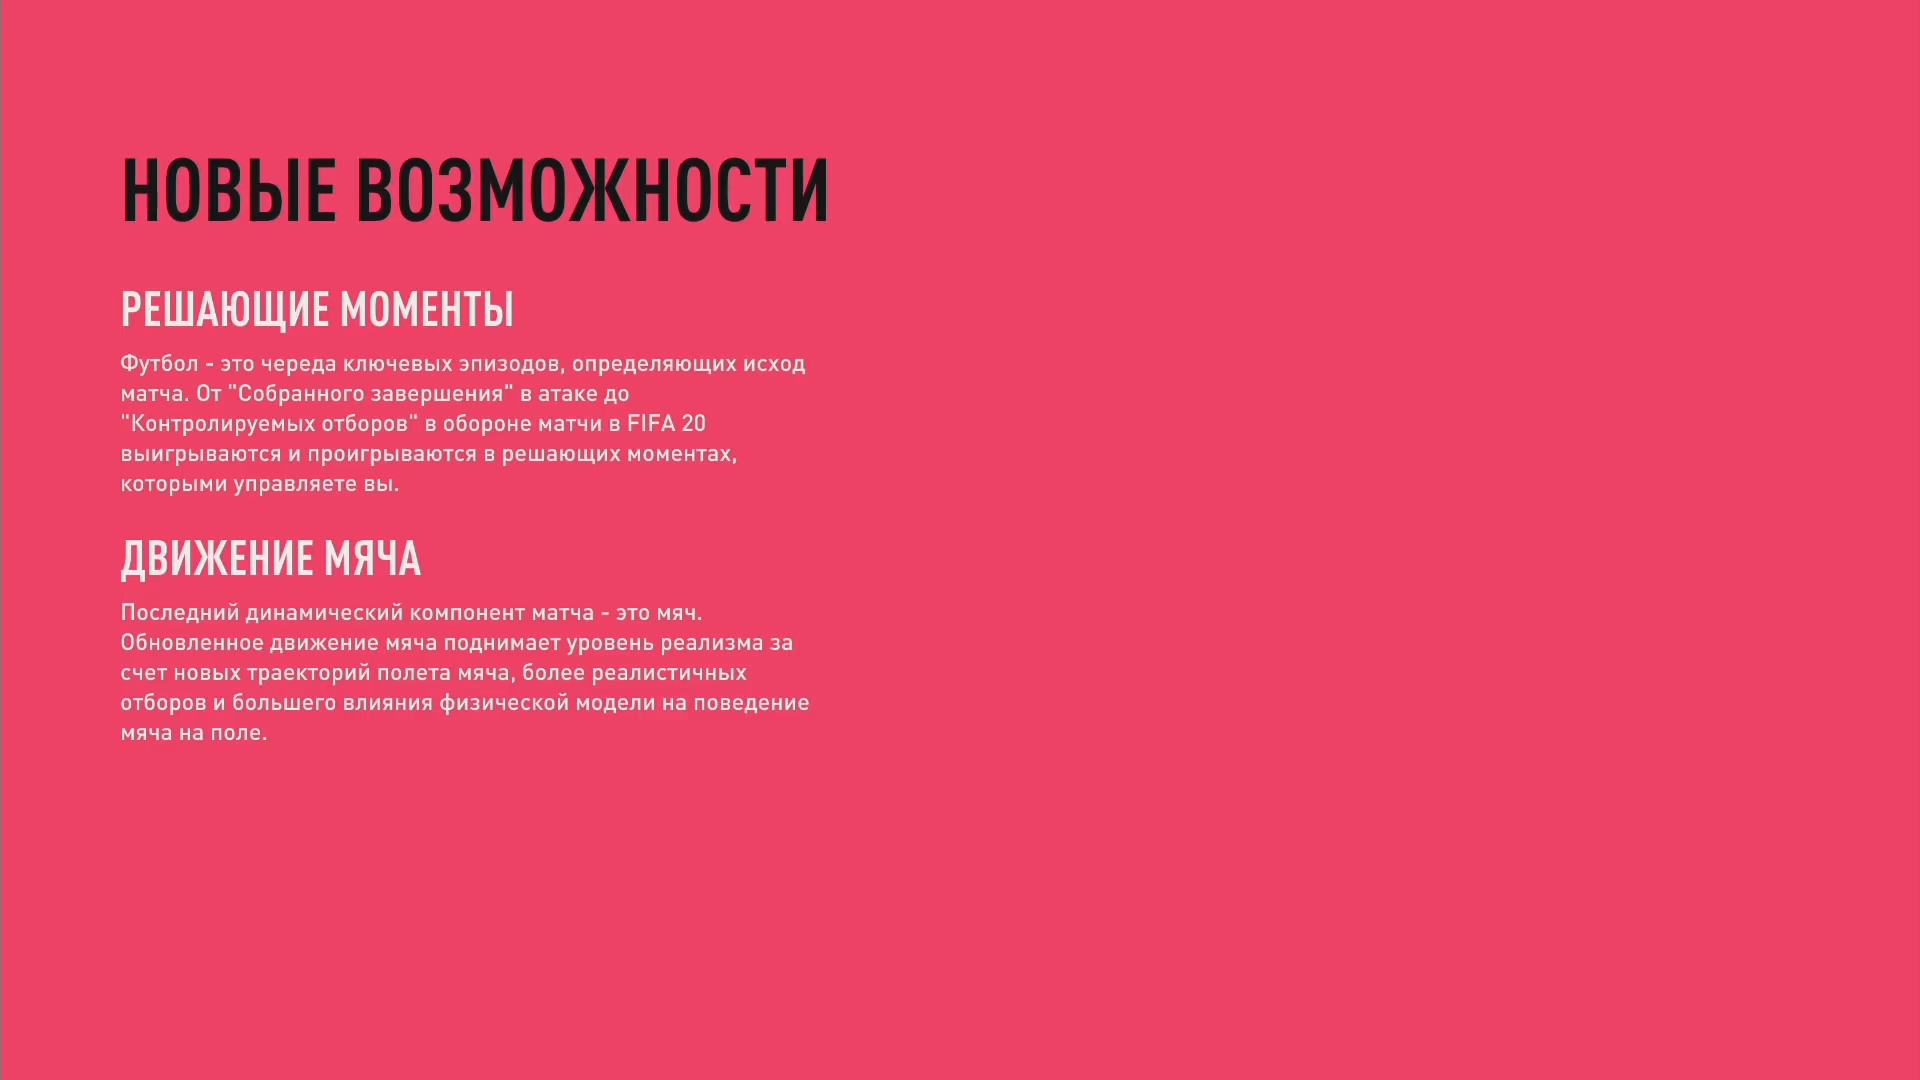 НОВЫЕ ВОЗМОЖНОСТИ
РЕШАЮЩИЕ МОМЕНТЫ
Футбол - это череда ключевых эпизодов, определяющих исход
матча. От "Собранного завершения" в атаке до
"Контролируемых отборов" в обороне матчи в FIFA 20
выигрываются и проигрываются в решающих моментах,
которыми управляете вы.
ДВИЖЕНИЕ МЯЧА
Последний динамический компонент матча - это мяч.
Обновленное движение мяча поднимает уровень реализма за
счет новых траекторий полета мяча, более реалистичных
отборов и большего влияния физической модели на поведение
мяча на поле.